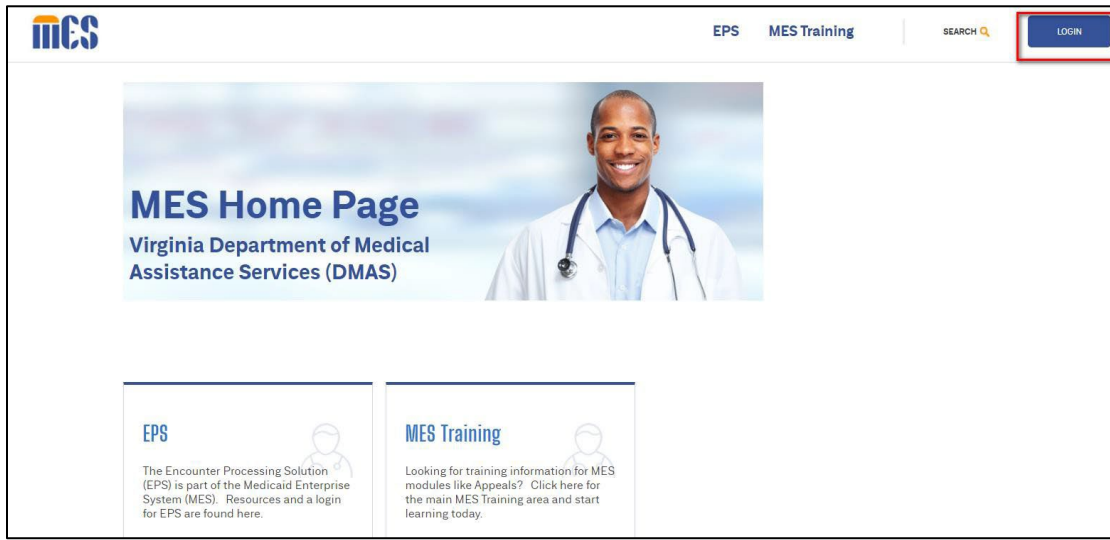 mes
EPS MES Training SEARCH LOGIN
MES Home Page
Virginia Department of Medical
Assistance Services (DMAS)
EPS
The Encounter Processing Solution
(EPS) is part of the Medicaid Enterprise
System (MES). Resources and a login
for EPS are found here.
MES Training
Looking for training information for MES
modules like Appeals? Click here for
the main MES Training area and start
learning today.